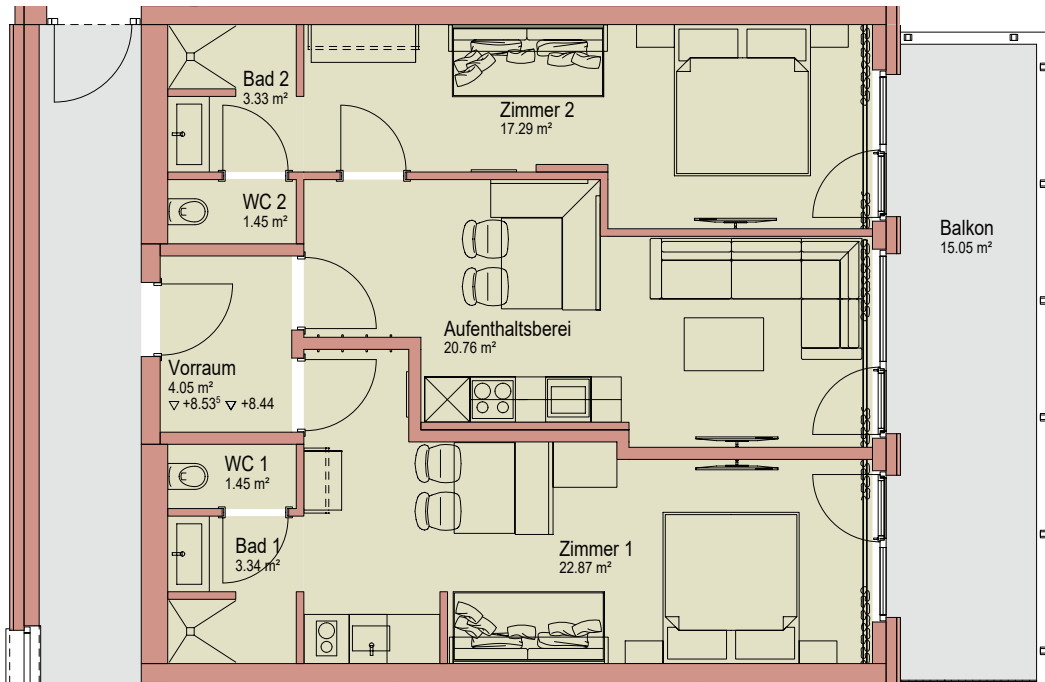 Bad 2
3.33 m²
Zimmer 2
17.29 m²
WC 2
1.45 m²
Balkon
15.05 m²
Aufenthaltsberei
20.76 m²
Vorraum
4.05 m²
▽ +8.53⁵ ▽ +8.44
WC 1
1.45 m²
Bad 1
3.34 m²
Zimmer 1
22.87 m²